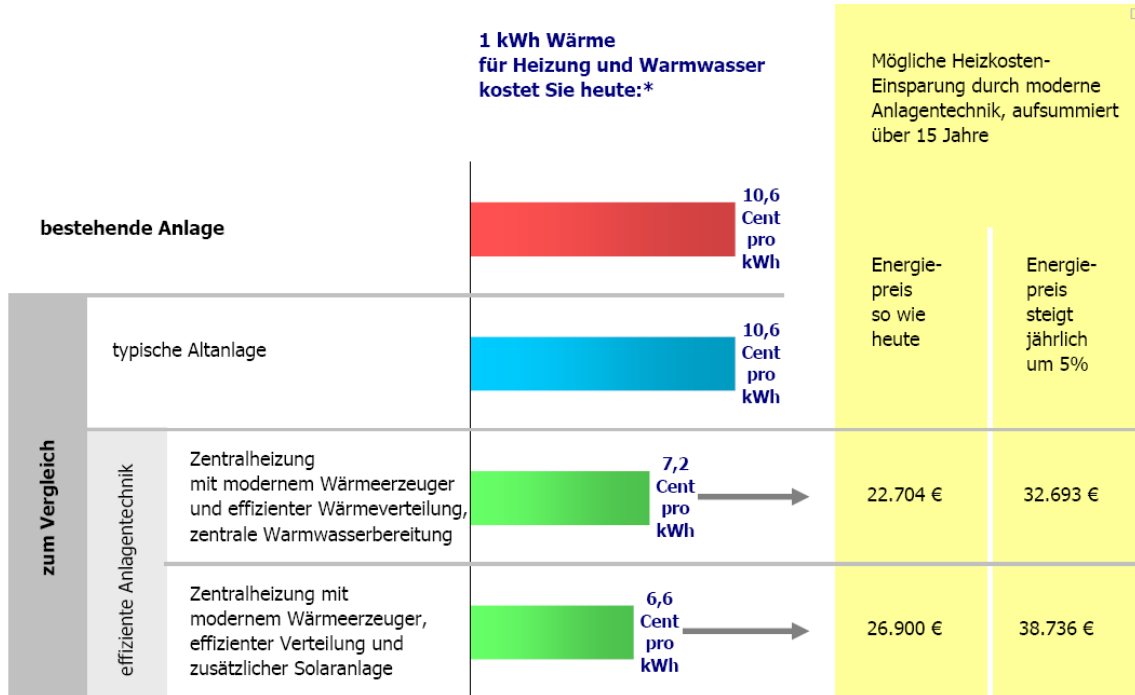 1 kWh Wärme
für Heizung und Warmwasser
kostet Sie heute:*
Mögliche Heizkosten-
Einsparung durch moderne
Anlagentechnik, aufsummiert
über 15 Jahre
bestehende Anlage
10,6
Cent
pro
kWh
Energie-
preis
so wie
heute
Energie-
preis
steigt
jährlich
um 5%
zum Vergleich
typische Altanlage
10,6
Cent
pro
kWh
effiziente Anlagentechnik
Zentralheizung
mit modernem Wärmeerzeuger
und effizienter Wärmeverteilung,
zentrale Warmwasserbereitung
7,2
Cent
pro
kWh
22.704 €
32.693 €
Zentralheizung mit
modernem Wärmeerzeuger,
effizienter Verteilung und
zusätzlicher Solaranlage
6,6
Cent
pro
kWh
26.900 €
38.736 €